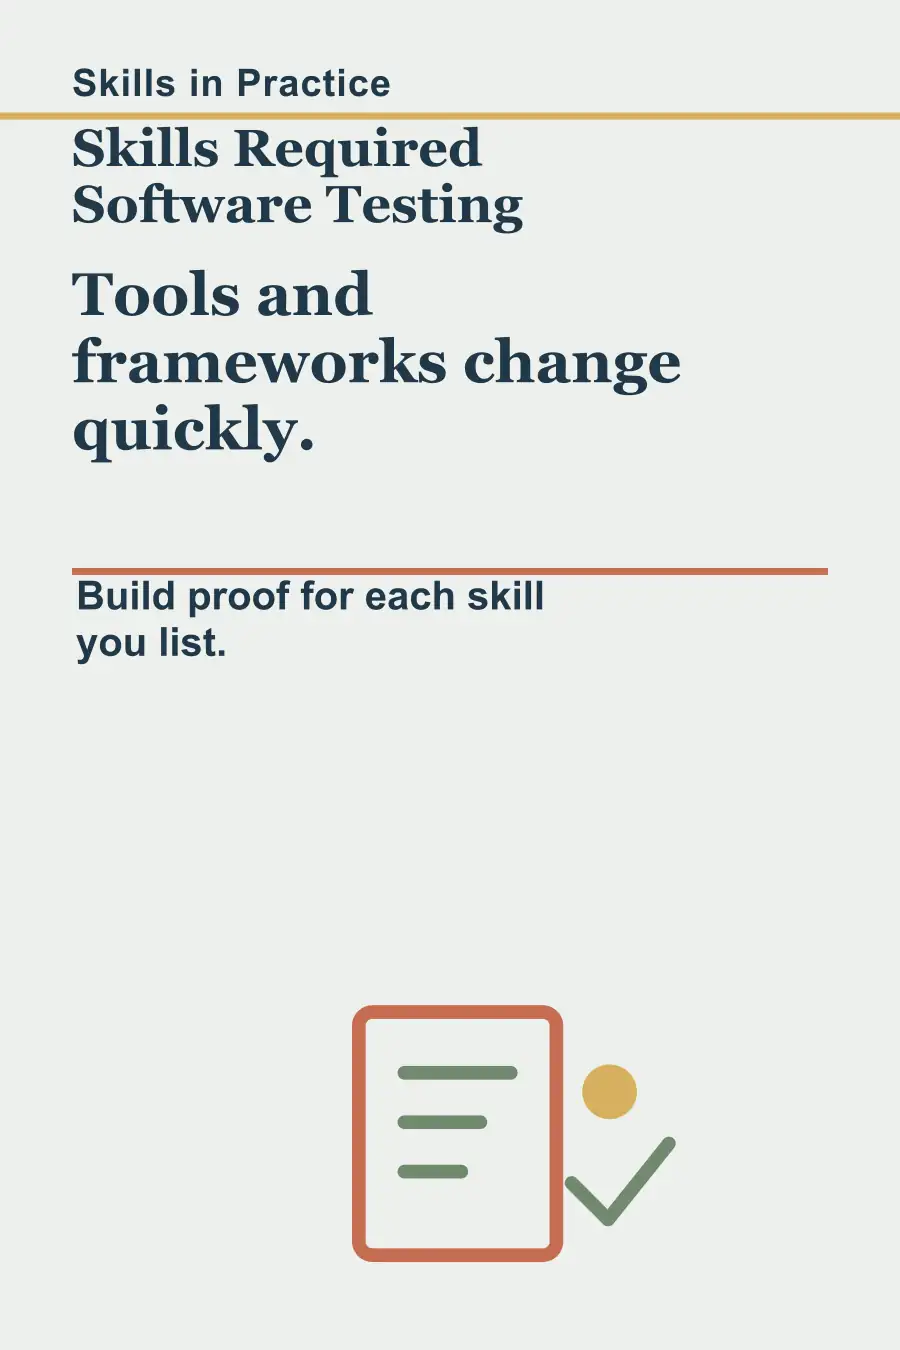 Skills in Practice
Skills Required
Software Testing
Tools and
frameworks change
quickly.
Build proof for each skill
you list.